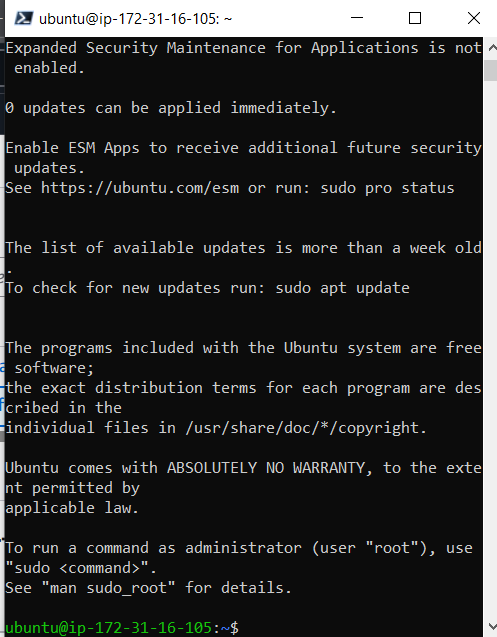 ubuntu@ip-172-31-16-105: ~
Expanded Security Maintenance for Applications is not
 enabled.
0 updates can be applied immediately.
Enable ESM Apps to receive additional future security
 updates.
See https://ubuntu.com/esm or run: sudo pro status
The list of available updates is more than a week old
.
To check for new updates run: sudo apt update
The programs included with the Ubuntu system are free
 software;
the exact distribution terms for each program are des
cribed in the
individual files in /usr/share/doc/*/copyright.
Ubuntu comes with ABSOLUTELY NO WARRANTY, to the exte
nt permitted by
applicable law.
To run a command as administrator (user "root"), use
"sudo <command>".
See "man sudo_root" for details.
ubuntu@ip-172-31-16-105:~$